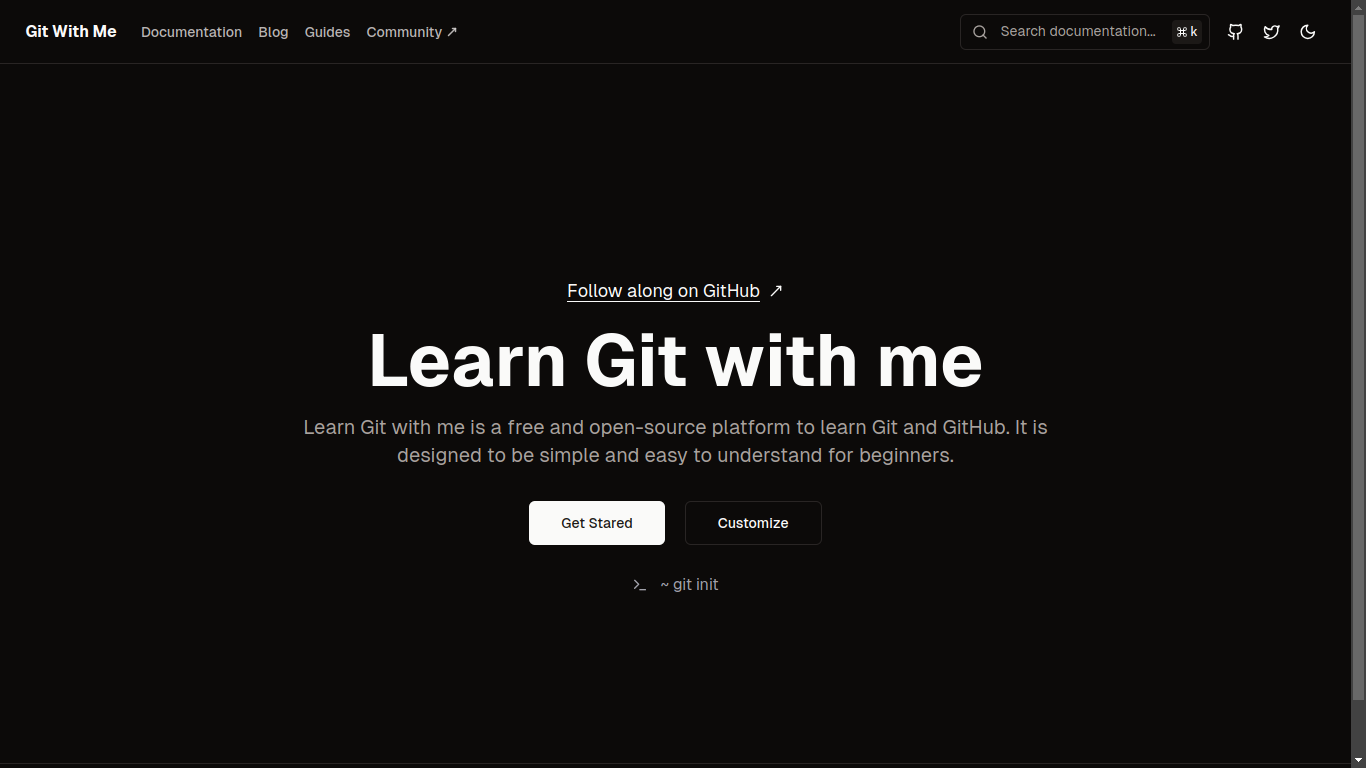 Git With Me Documentation Blog Guides Community ↗ Search documentation... ⌘ k
Follow along on GitHub ↗
Learn Git with me
Learn Git with me is a free and open-source platform to learn Git and GitHub. It is
designed to be simple and easy to understand for beginners.
Get Stared Customize
~ git init